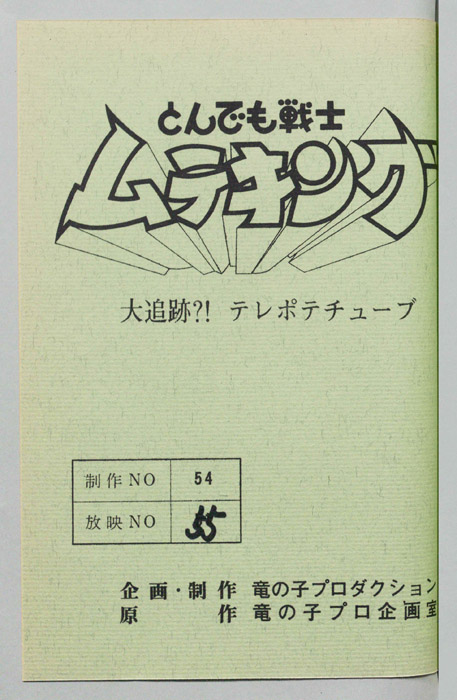 とんでも戦士
ムテキング
大追跡?! テレポテチューブ
制作NO 54
放映NO 55
企画・制作 竜の子プロダクション
原作 竜の子プロ企画室